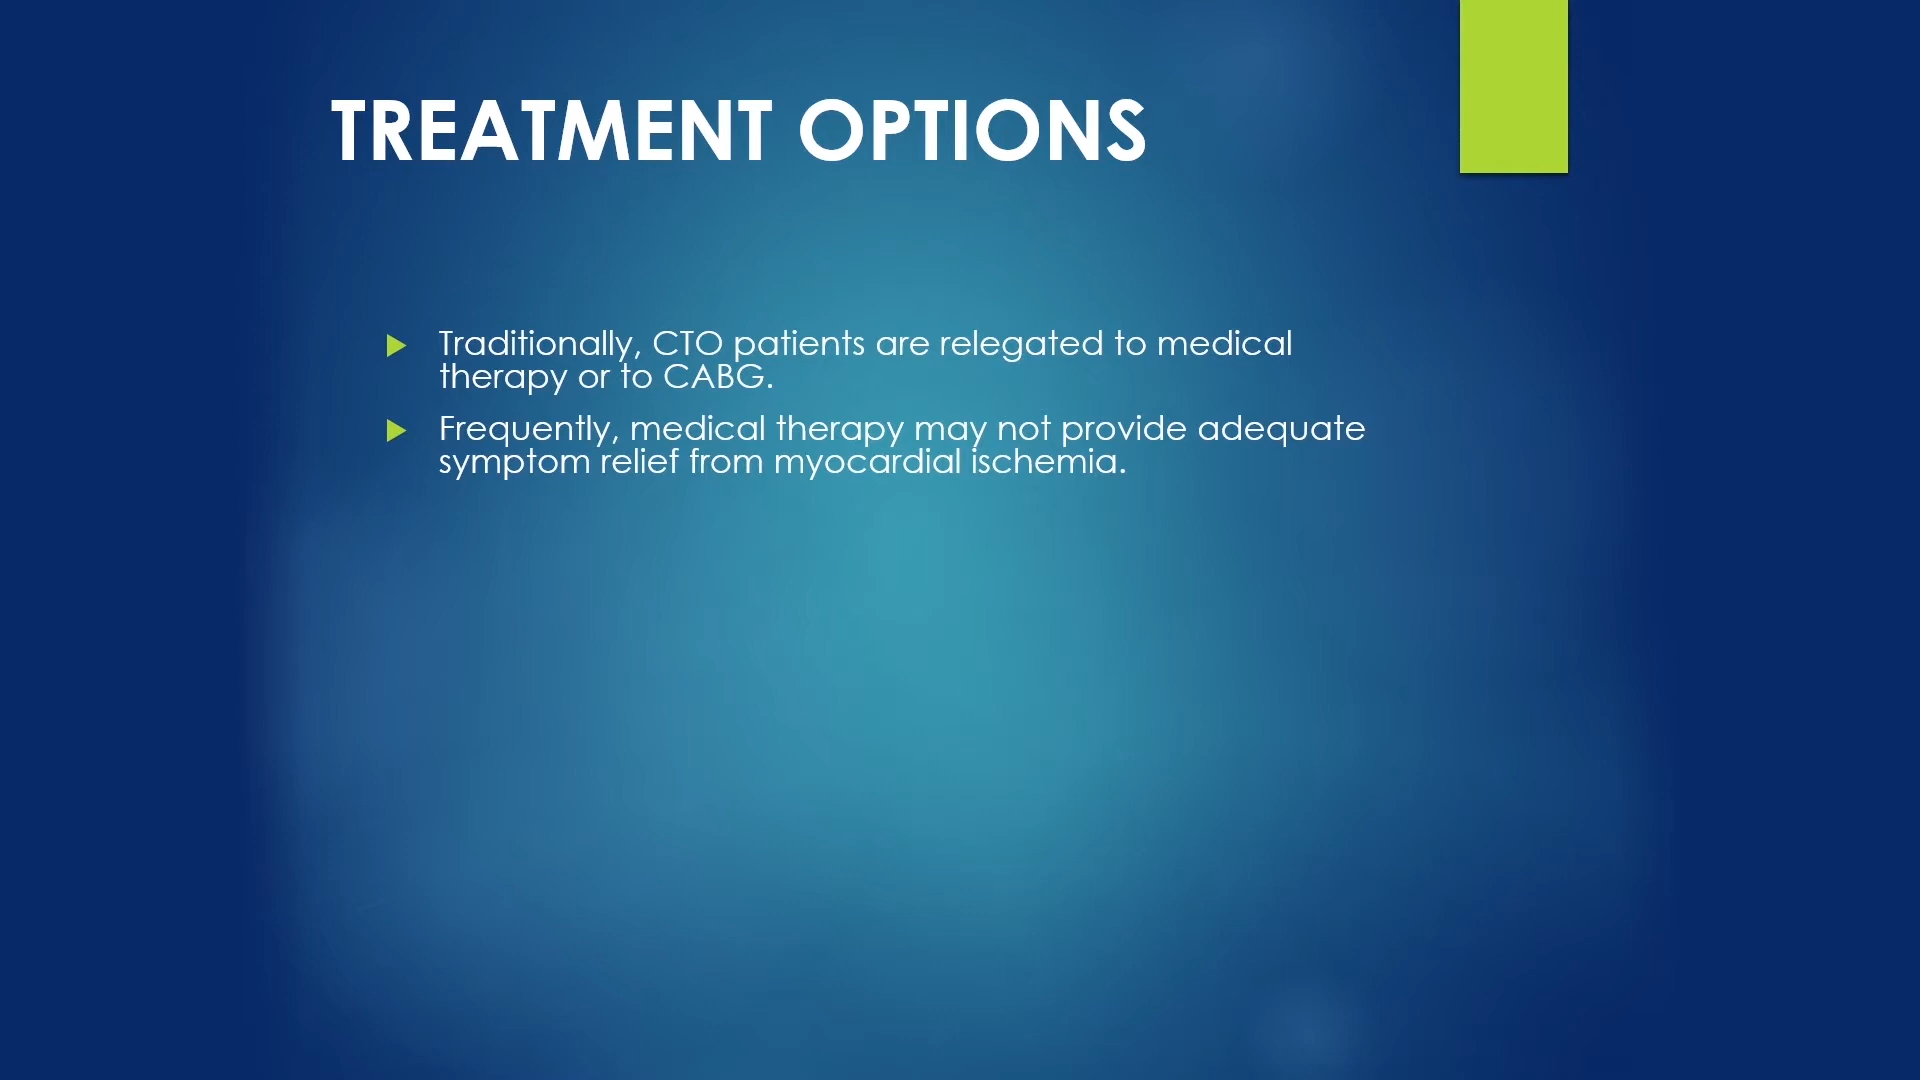 TREATMENT OPTIONS
Traditionally, CTO patients are relegated to medical
therapy or to CABG.
Frequently, medical therapy may not provide adequate
symptom relief from myocardial ischemia.